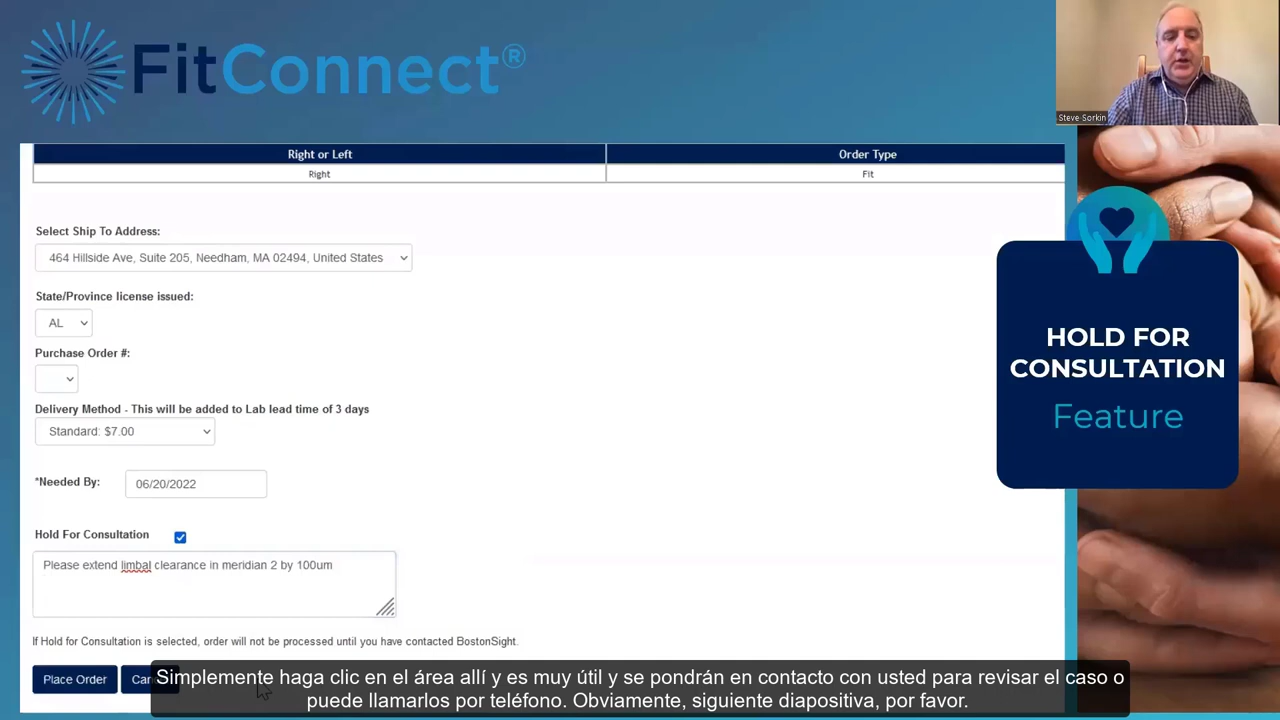 FitConnect®
Steve Sorkin
Right or Left
Order Type
Right
Fit
Select Ship To Address:
464 Hillside Ave, Suite 205, Needham, MA 02494, United States
State/Province license issued:
AL
Purchase Order #:
Delivery Method - This will be added to Lab lead time of 3 days
Standard: $7.00
*Needed By:
06/20/2022
Hold For Consultation
Please extend limbal clearance in meridian 2 by 100um
If Hold for Consultation is selected, order will not be processed until you have contacted BostonSight.
Place Order
HOLD FOR
CONSULTATION
Feature
Simplemente haga clic en el área allí y es muy útil y se pondrán en contacto con usted para revisar el caso o
puede llamarlos por teléfono. Obviamente, siguiente diapositiva, por favor.